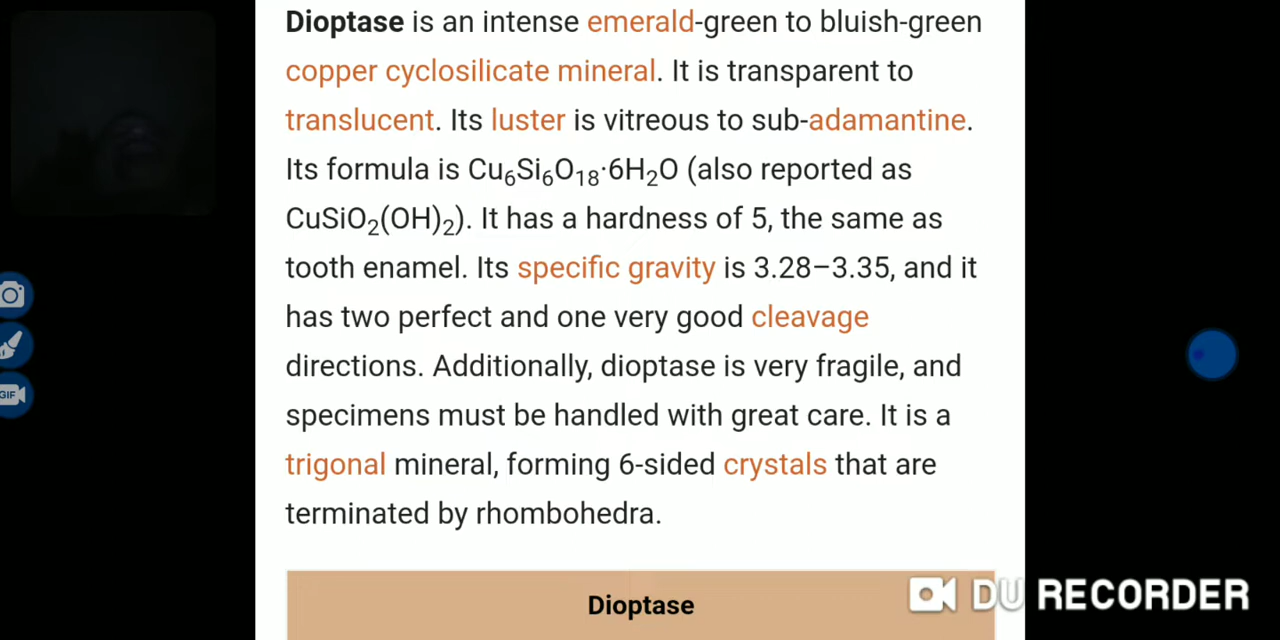 Dioptase is an intense emerald-green to bluish-green
copper cyclosilicate mineral. It is transparent to
translucent. Its luster is vitreous to sub-adamantine.
Its formula is Cu₆Si₆O₁₈·6H₂O (also reported as
CuSiO₂(OH)₂). It has a hardness of 5, the same as
tooth enamel. Its specific gravity is 3.28–3.35, and it
has two perfect and one very good cleavage
directions. Additionally, dioptase is very fragile, and
specimens must be handled with great care. It is a
trigonal mineral, forming 6-sided crystals that are
terminated by rhombohedra.
Dioptase
DU RECORDER
GIF